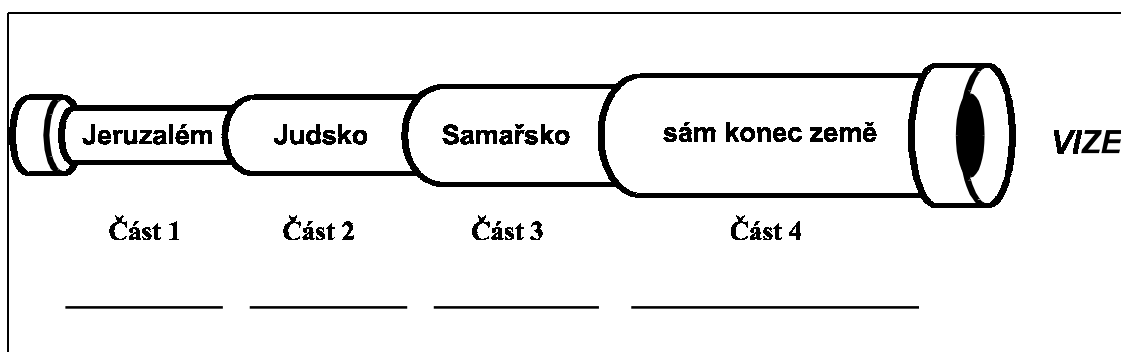 Jeruzalém Judsko Samařsko sám konec země VIZE
Část 1 Část 2 Část 3 Část 4